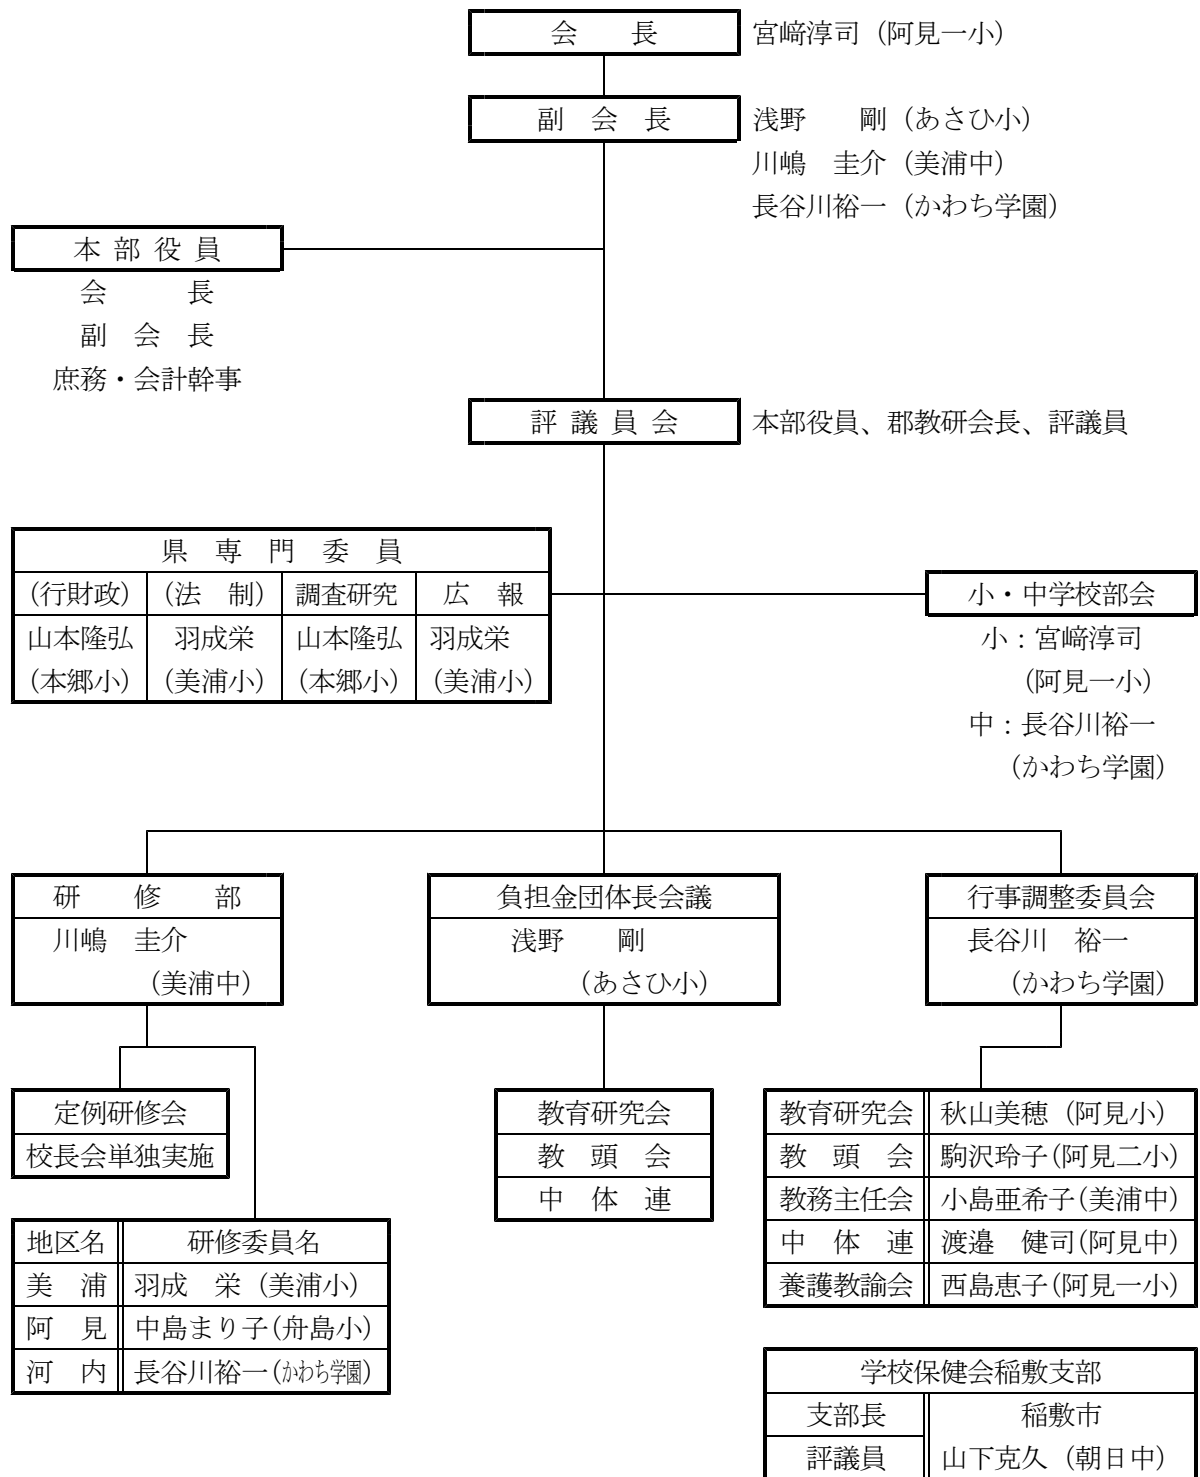 会　　長　宮﨑淳司（阿見一小）
副　会　長　浅野　　剛（あさひ小）
川嶋　圭介（美浦中）
長谷川裕一（かわち学園）
本 部 役 員
会　　　長
副　会　長
庶務・会計幹事
評 議 員 会　本部役員、郡教研会長、評議員
県　専　門　委　員
(行財政)　(法　制)　調査研究　広　報
山本隆弘　羽成栄　山本隆弘　羽成栄
(本郷小)　(美浦小)　(本郷小)　(美浦小)
小・中学校部会
小：宮﨑淳司
（阿見一小）
中：長谷川裕一
（かわち学園）
研　　修　　部
川嶋　圭介
（美浦中）
負担金団体長会議
浅野　　剛
（あさひ小）
行事調整委員会
長谷川　裕一
（かわち学園）
定例研修会
校長会単独実施
地区名　研修委員名
美　浦　羽成　栄（美浦小）
阿　見　中島まり子(舟島小)
河　内　長谷川裕一(かわち学園)
教育研究会
教　頭　会
中　体　連
教育研究会　秋山美穂（阿見小）
教　頭　会　駒沢玲子(阿見二小)
教務主任会　小島亜希子(美浦中)
中　体　連　渡邉　健司(阿見中)
養護教諭会　西島恵子(阿見一小)
学校保健会稲敷支部
支部長　稲敷市
評議員　山下克久（朝日中）